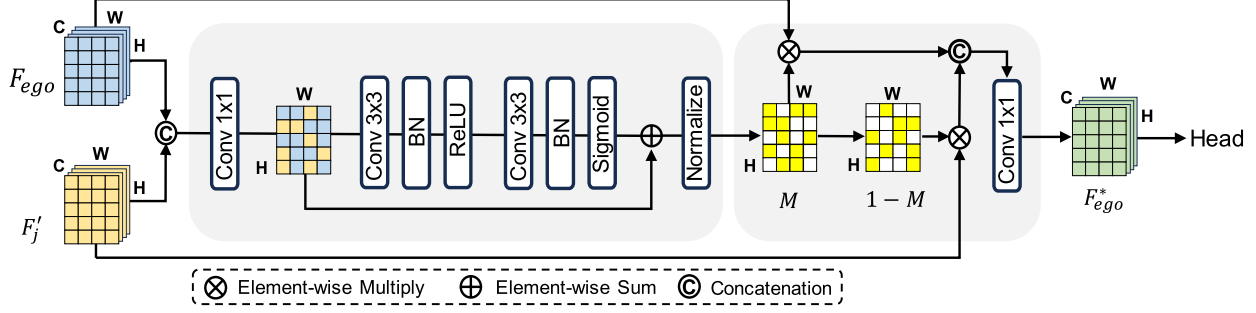 C
W
H
F_ego
C
C
W
H
F'_j
Conv 1x1
W
H
Conv 3x3
BN
ReLU
Conv 3x3
BN
Sigmoid
Normalize
W
H
M
W
H
1 − M
C
Conv 1x1
C
W
H
F*_ego
Head
Element-wise Multiply
Element-wise Sum
C Concatenation